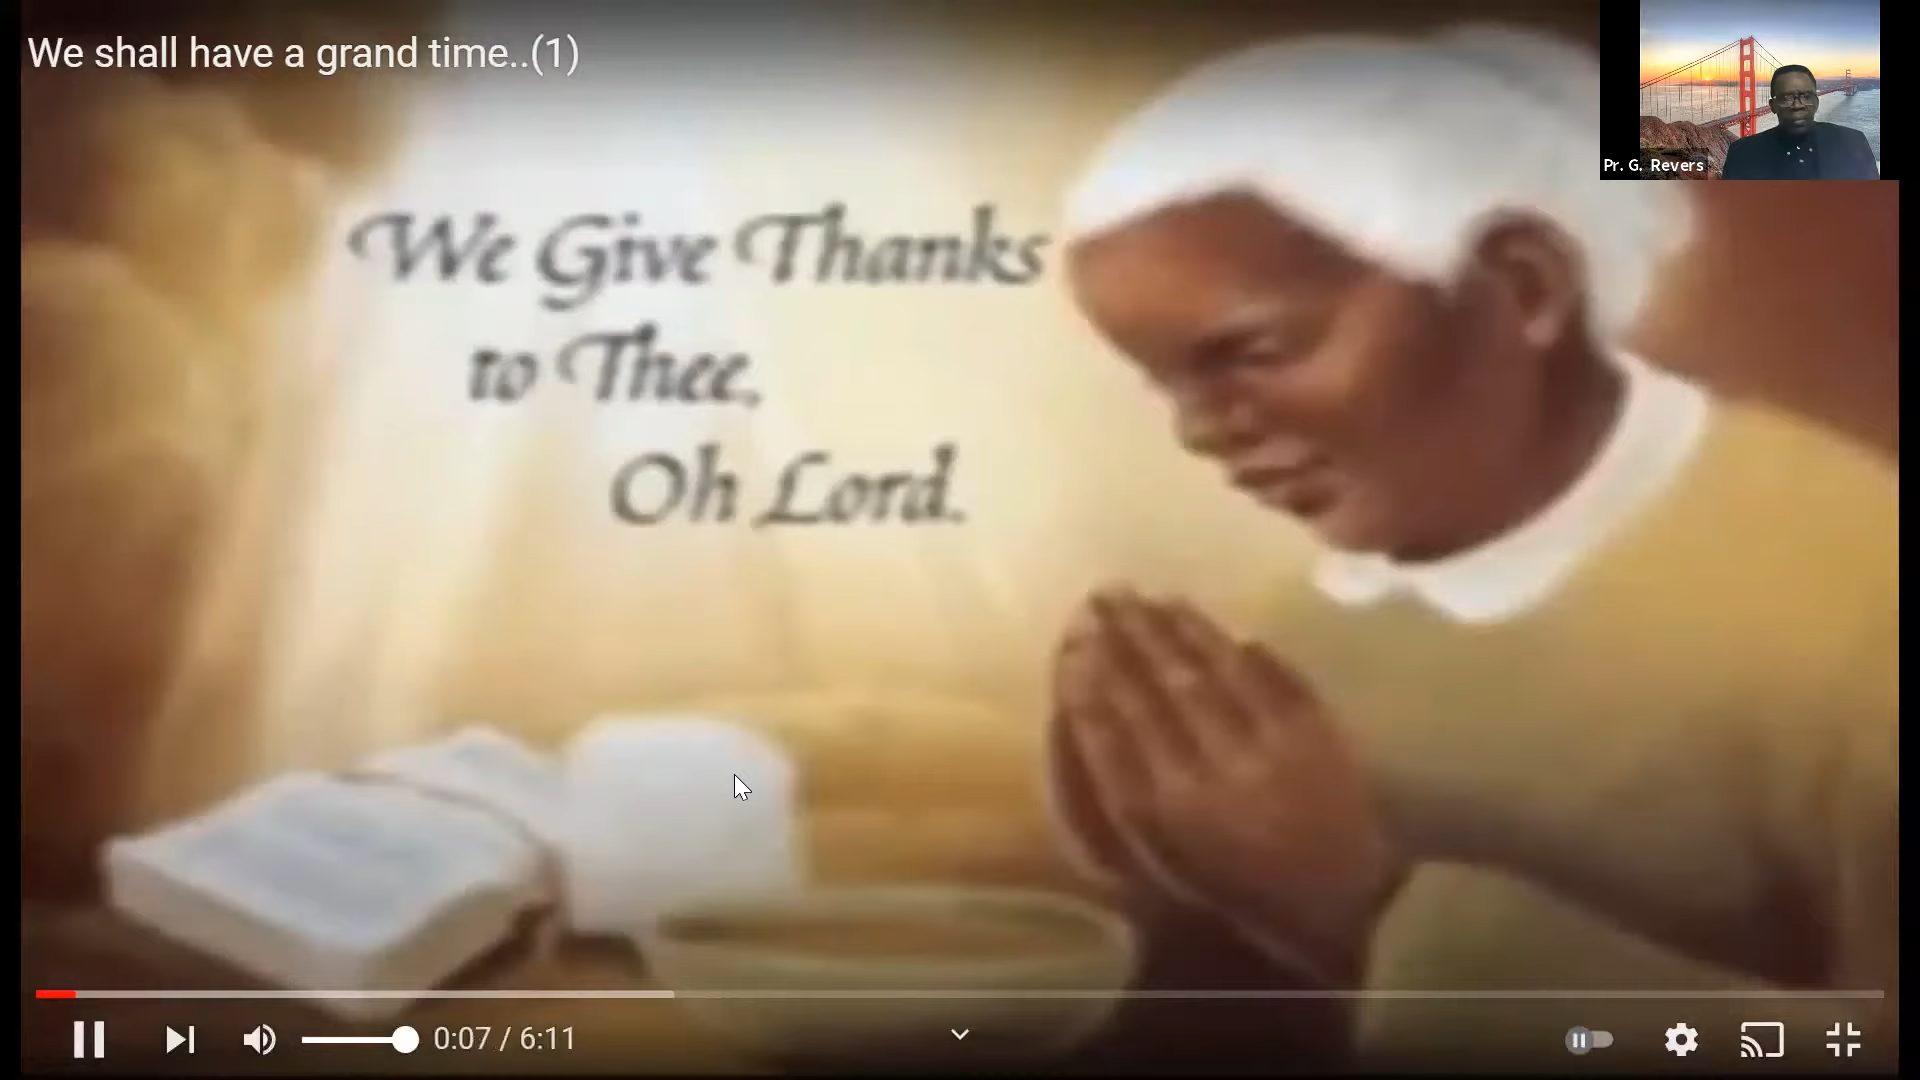 We shall have a grand time..(1)
Pr. G. Revers
We Give Thanks
to Thee,
Oh Lord.
0:07 / 6:11